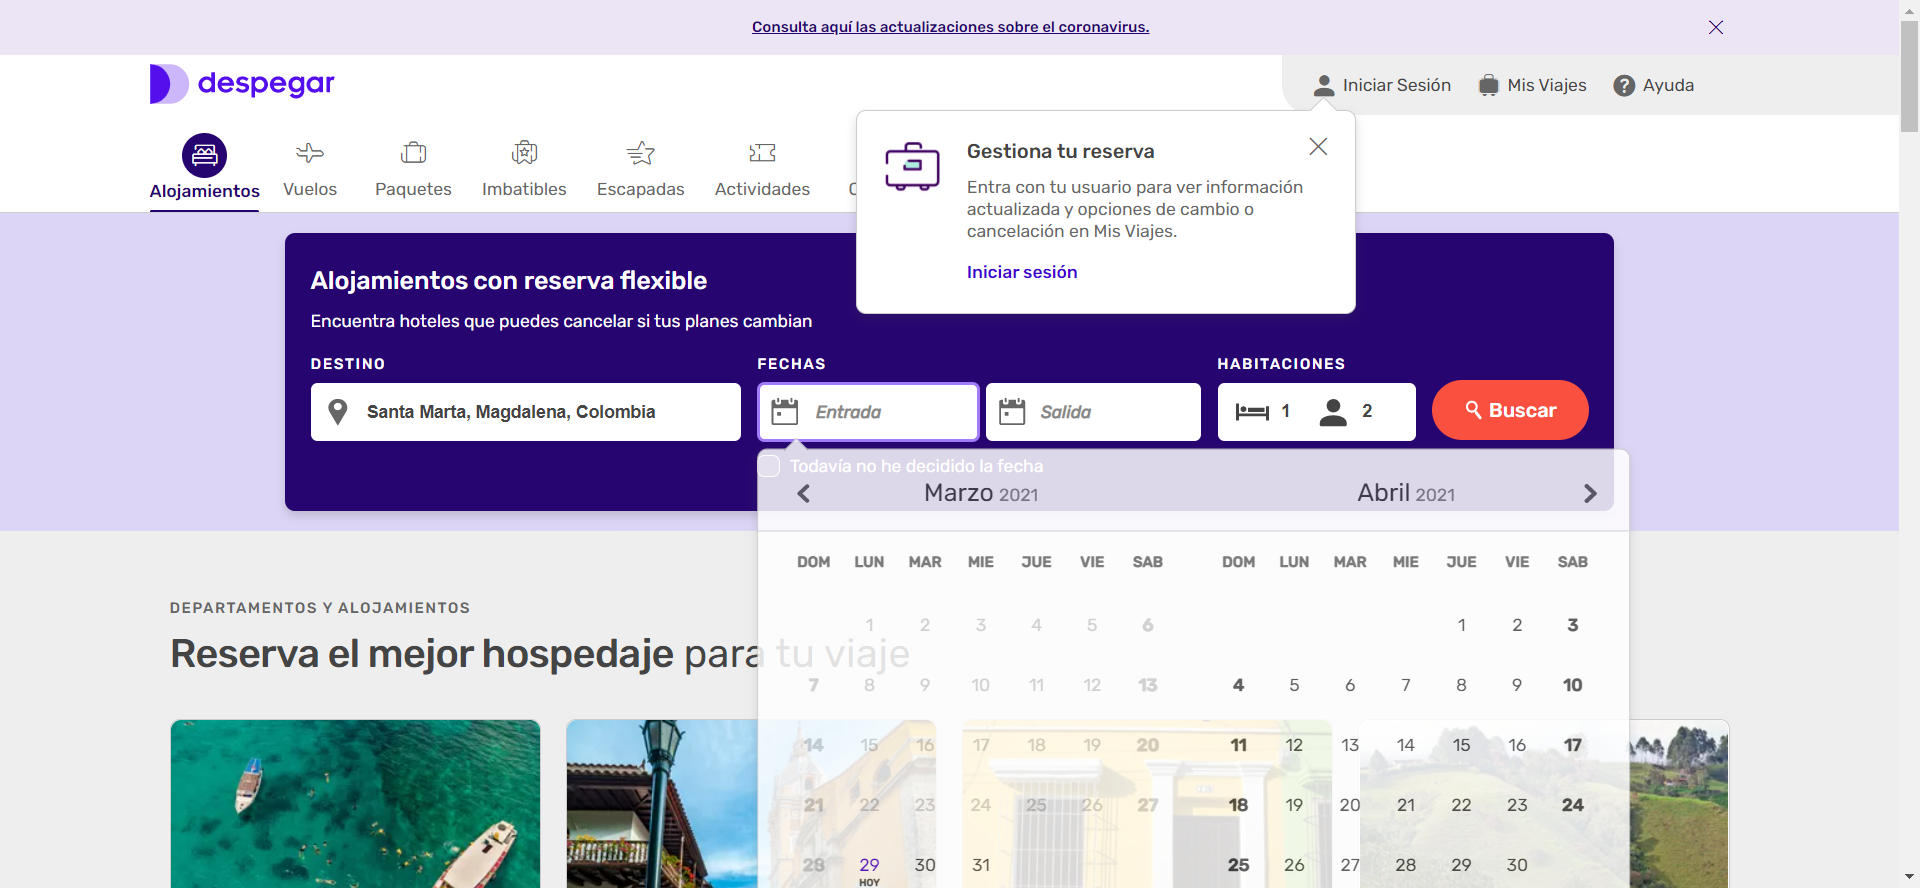 Consulta aquí las actualizaciones sobre el coronavirus.
despegar
Iniciar Sesión
Mis Viajes
Ayuda
Alojamientos
Vuelos
Paquetes
Imbatibles
Escapadas
Actividades
Gestiona tu reserva
Entra con tu usuario para ver información
actualizada y opciones de cambio o
cancelación en Mis Viajes.
Iniciar sesión
Alojamientos con reserva flexible
Encuentra hoteles que puedes cancelar si tus planes cambian
DESTINO
FECHAS
HABITACIONES
Santa Marta, Magdalena, Colombia
Entrada
Salida
1
2
Buscar
Todavía no he decidido la fecha
Marzo 2021
Abril 2021
DOM LUN MAR MIE JUE VIE SAB
DOM LUN MAR MIE JUE VIE SAB
1 2 3 4 5 6
1 2 3
7 8 9 10 11 12 13
4 5 6 7 8 9 10
14 15 16 17 18 19 20
11 12 13 14 15 16 17
21 22 23 24 25 26 27
18 19 20 21 22 23 24
28 29 30 31
HOY
25 26 27 28 29 30
DEPARTAMENTOS Y ALOJAMIENTOS
Reserva el mejor hospedaje para tu viaje